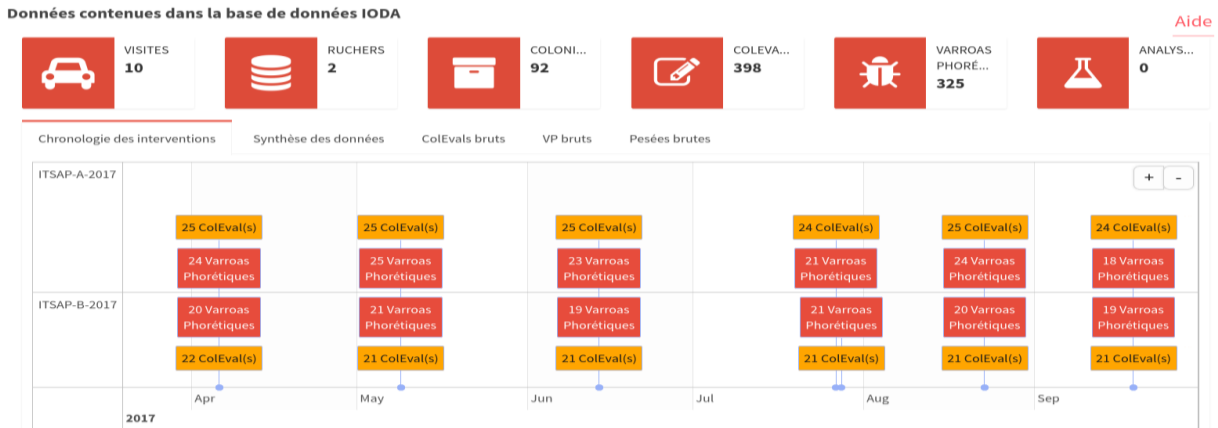 Données contenues dans la base de données IODA
Aide
VISITES
10
RUCHERS
2
COLONI...
92
COLEVA...
398
VARROAS
PHORÉ...
325
ANALYS...
0
Chronologie des interventions
Synthèse des données
ColEvals bruts
VP bruts
Pesées brutes
ITSAP-A-2017
+
-
25 ColEval(s)
25 ColEval(s)
25 ColEval(s)
24 ColEval(s)
25 ColEval(s)
24 ColEval(s)
24 Varroas
Phorétiques
25 Varroas
Phorétiques
23 Varroas
Phorétiques
21 Varroas
Phorétiques
24 Varroas
Phorétiques
18 Varroas
Phorétiques
ITSAP-B-2017
20 Varroas
Phorétiques
21 Varroas
Phorétiques
19 Varroas
Phorétiques
21 Varroas
Phorétiques
20 Varroas
Phorétiques
19 Varroas
Phorétiques
22 ColEval(s)
21 ColEval(s)
21 ColEval(s)
21 ColEval(s)
21 ColEval(s)
21 ColEval(s)
Apr
May
Jun
Jul
Aug
Sep
2017